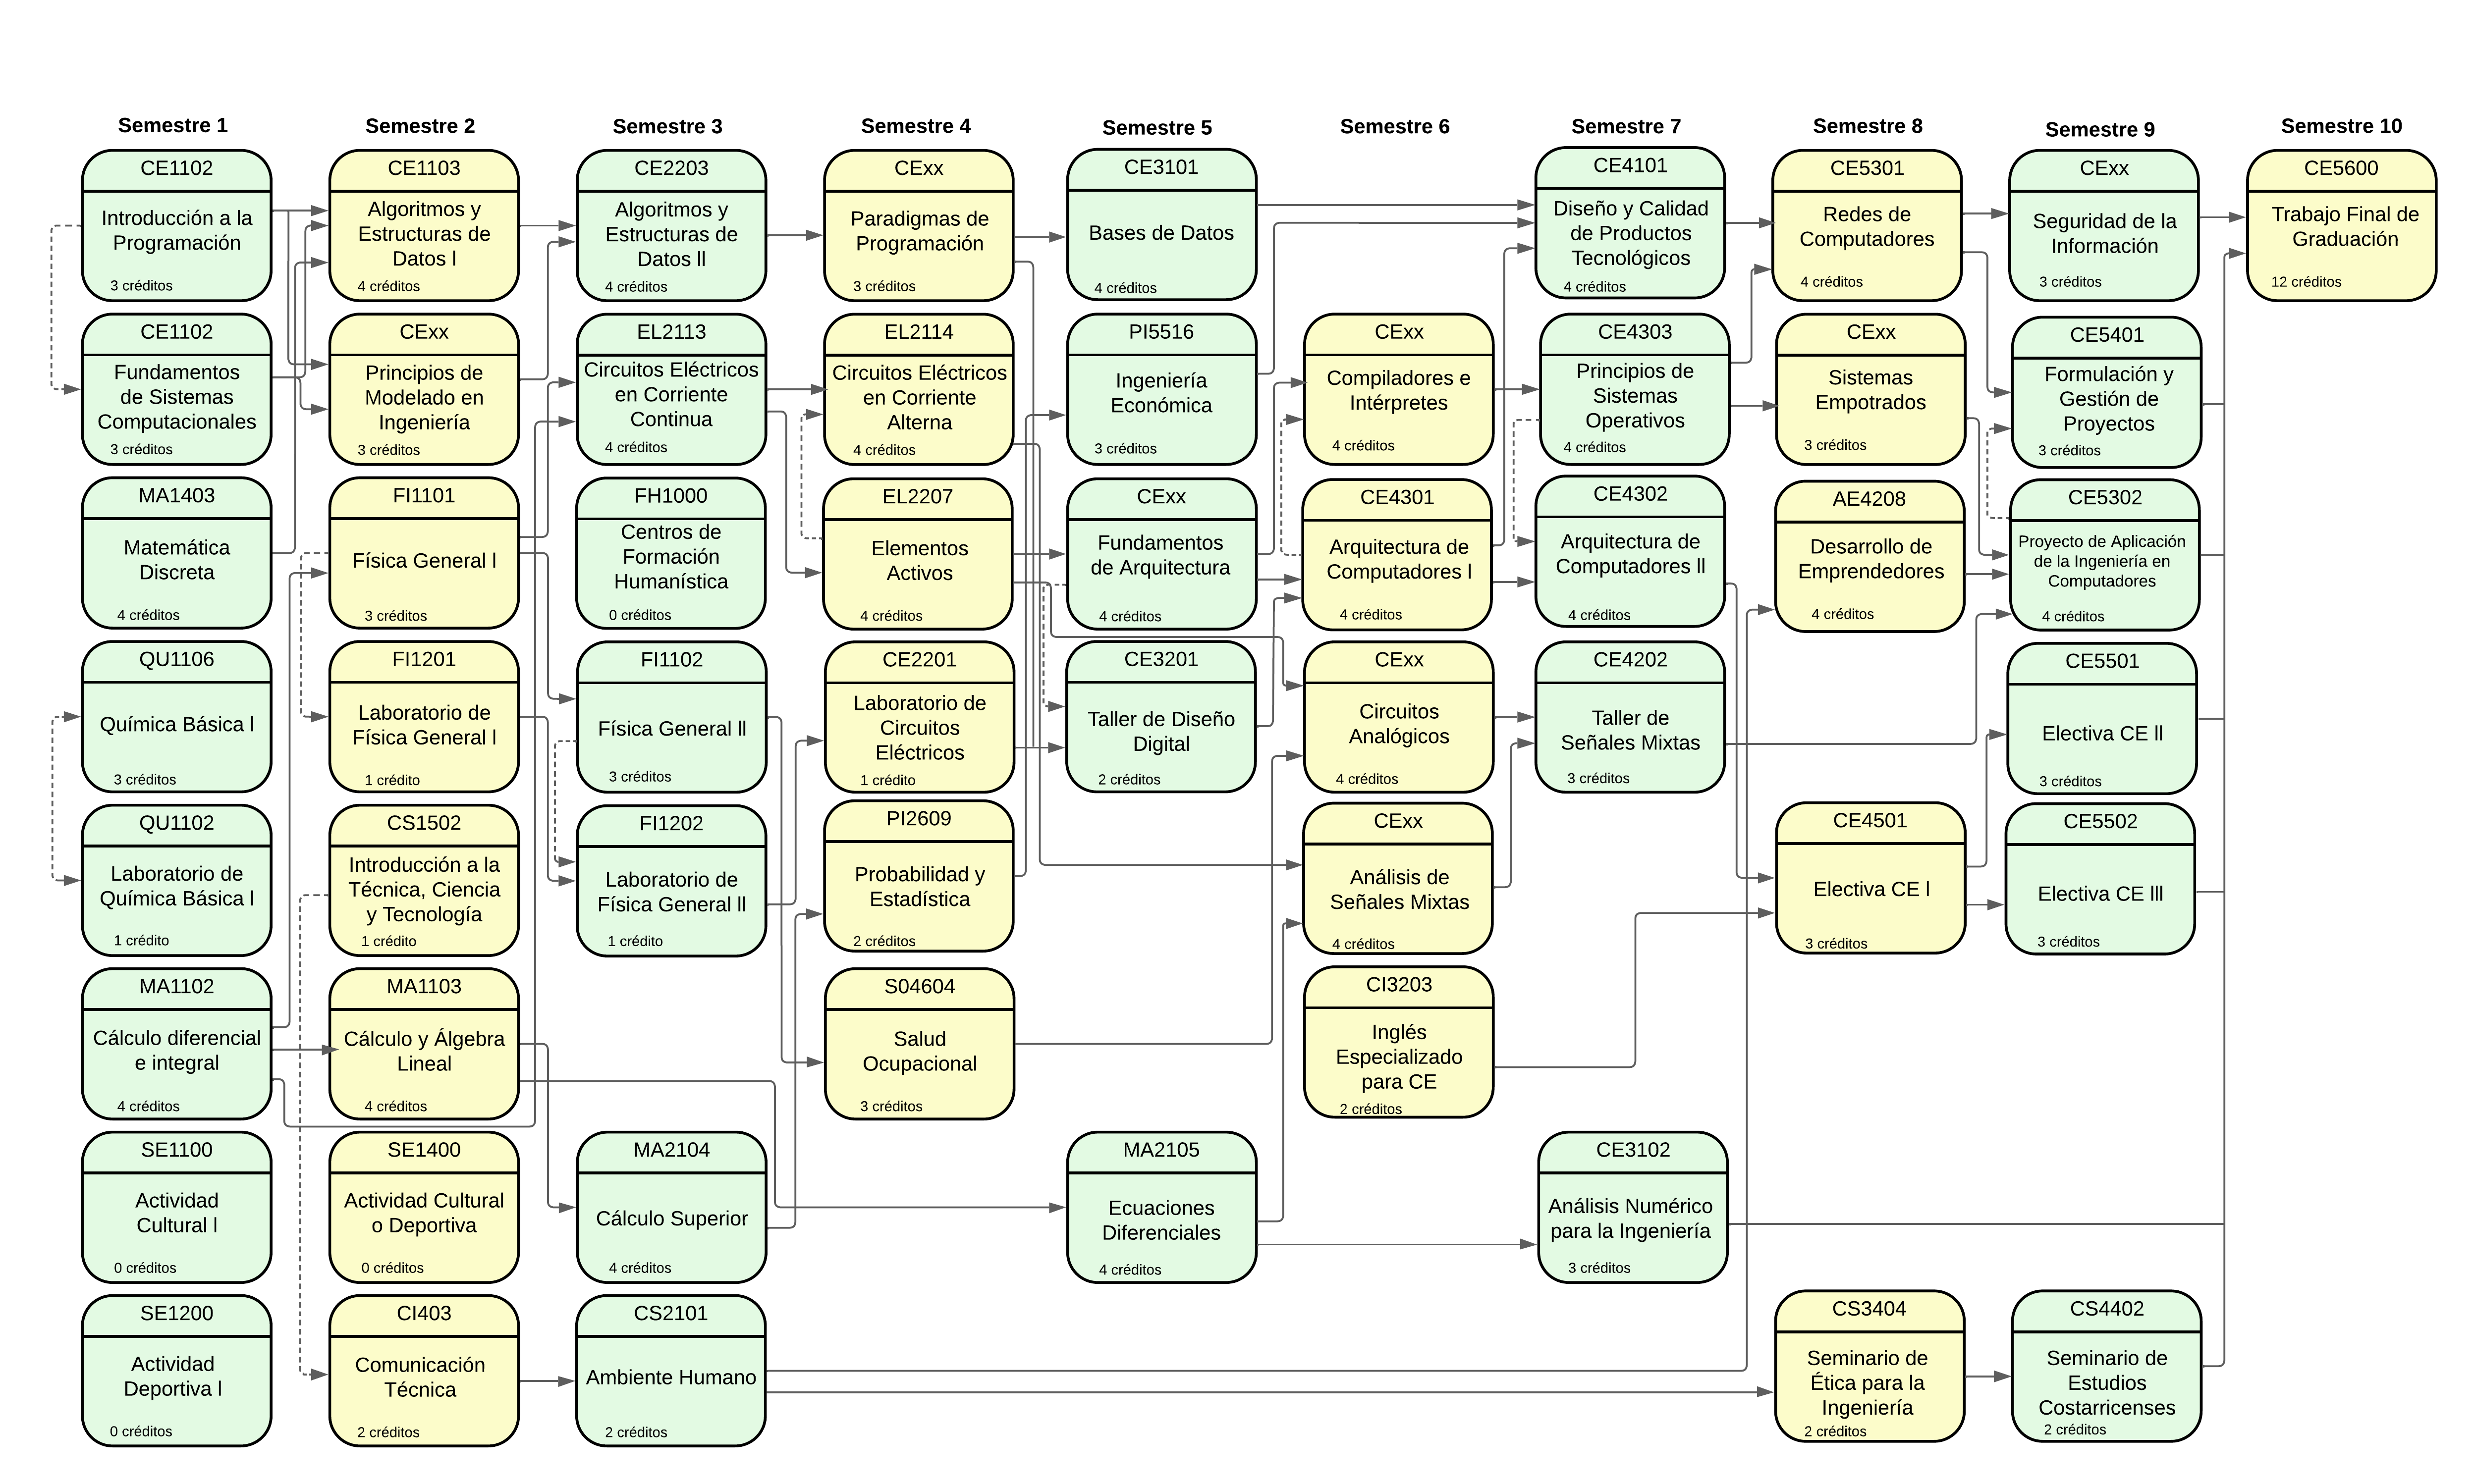 Semestre 1
Semestre 2
Semestre 3
Semestre 4
Semestre 5
Semestre 6
Semestre 7
Semestre 8
Semestre 9
Semestre 10
CE1102
Introducción a la
Programación
3 créditos
CE1102
Fundamentos
de Sistemas
Computacionales
3 créditos
MA1403
Matemática
Discreta
4 créditos
QU1106
Química Básica l
3 créditos
QU1102
Laboratorio de
Química Básica l
1 crédito
MA1102
Cálculo diferencial
e integral
4 créditos
SE1100
Actividad
Cultural l
0 créditos
SE1200
Actividad
Deportiva l
0 créditos
CE1103
Algoritmos y
Estructuras de
Datos l
4 créditos
CExx
Principios de
Modelado en
Ingeniería
3 créditos
FI1101
Física General l
3 créditos
FI1201
Laboratorio de
Física General l
1 crédito
CS1502
Introducción a la
Técnica, Ciencia
y Tecnología
1 crédito
MA1103
Cálculo y Álgebra
Lineal
4 créditos
SE1400
Actividad Cultural
o Deportiva
0 créditos
CI403
Comunicación
Técnica
2 créditos
CE2203
Algoritmos y
Estructuras de
Datos ll
4 créditos
EL2113
Circuitos Eléctricos
en Corriente
Continua
4 créditos
FH1000
Centros de
Formación
Humanística
0 créditos
FI1102
Física General ll
3 créditos
FI1202
Laboratorio de
Física General ll
1 crédito
MA2104
Cálculo Superior
4 créditos
CS2101
Ambiente Humano
2 créditos
CExx
Paradigmas de
Programación
3 créditos
EL2114
Circuitos Eléctricos
en Corriente
Alterna
4 créditos
EL2207
Elementos
Activos
4 créditos
CE2201
Laboratorio de
Circuitos
Eléctricos
1 crédito
PI2609
Probabilidad y
Estadística
2 créditos
S04604
Salud
Ocupacional
3 créditos
CE3101
Bases de Datos
4 créditos
PI5516
Ingeniería
Económica
3 créditos
CExx
Fundamentos
de Arquitectura
4 créditos
CE3201
Taller de Diseño
Digital
2 créditos
MA2105
Ecuaciones
Diferenciales
4 créditos
CExx
Compiladores e
Intérpretes
4 créditos
CE4301
Arquitectura de
Computadores l
4 créditos
CExx
Circuitos
Analógicos
4 créditos
CExx
Análisis de
Señales Mixtas
4 créditos
CI3203
Inglés
Especializado
para CE
2 créditos
CE4101
Diseño y Calidad
de Productos
Tecnológicos
4 créditos
CE4303
Principios de
Sistemas
Operativos
4 créditos
CE4302
Arquitectura de
Computadores ll
4 créditos
CE4202
Taller de
Señales Mixtas
3 créditos
CE3102
Análisis Numérico
para la Ingeniería
3 créditos
CE5301
Redes de
Computadores
4 créditos
CExx
Sistemas
Empotrados
3 créditos
AE4208
Desarrollo de
Emprendedores
4 créditos
CE4501
Electiva CE l
3 créditos
CS3404
Seminario de
Ética para la
Ingeniería
2 créditos
CExx
Seguridad de la
Información
3 créditos
CE5401
Formulación y
Gestión de
Proyectos
3 créditos
CE5302
Proyecto de Aplicación
de la Ingeniería en
Computadores
4 créditos
CE5501
Electiva CE ll
3 créditos
CE5502
Electiva CE lll
3 créditos
CS4402
Seminario de
Estudios
Costarricenses
2 créditos
CE5600
Trabajo Final de
Graduación
12 créditos